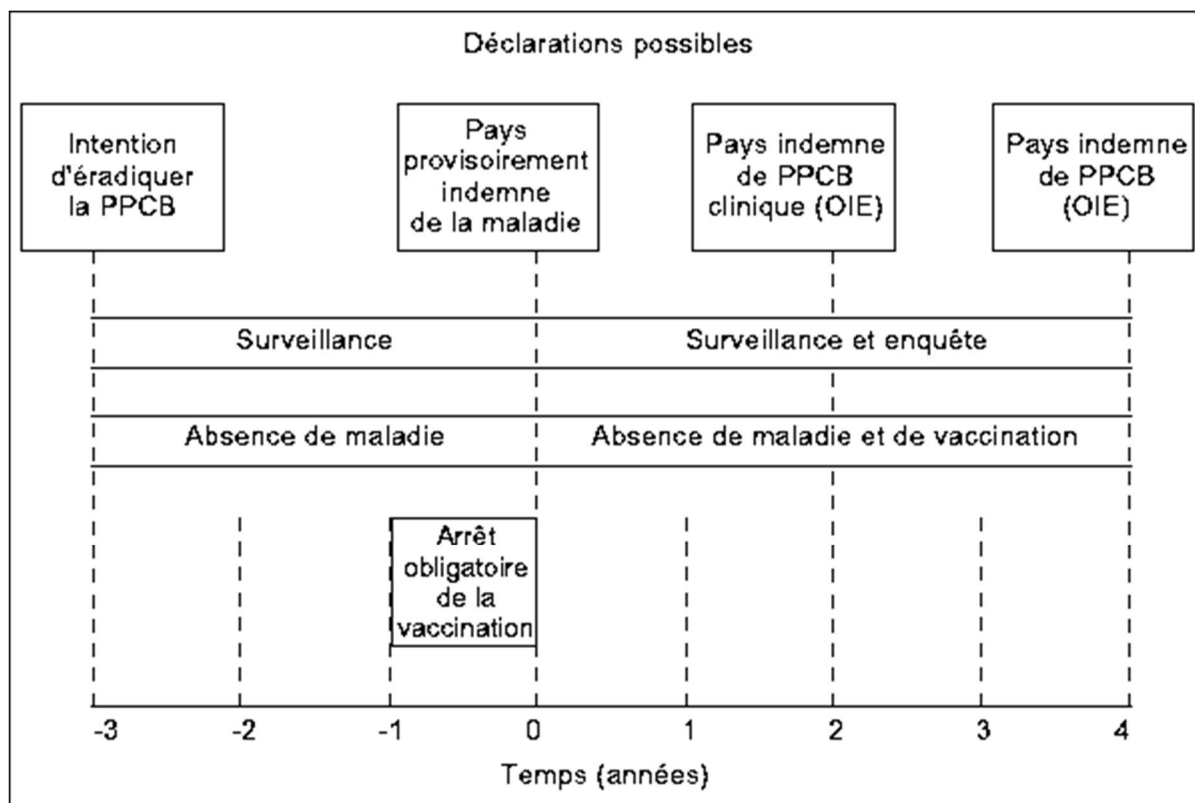 Déclarations possibles
Intention
d'éradiquer
la PPCB
Pays
provisoirement
indemne
de la maladie
Pays indemne
de PPCB
clinique (OIE)
Pays indemne
de PPCB
(OIE)
Surveillance
Surveillance et enquête
Absence de maladie
Absence de maladie et de vaccination
Arrêt
obligatoire
de la
vaccination
-3 -2 -1 0 1 2 3 4
Temps (années)